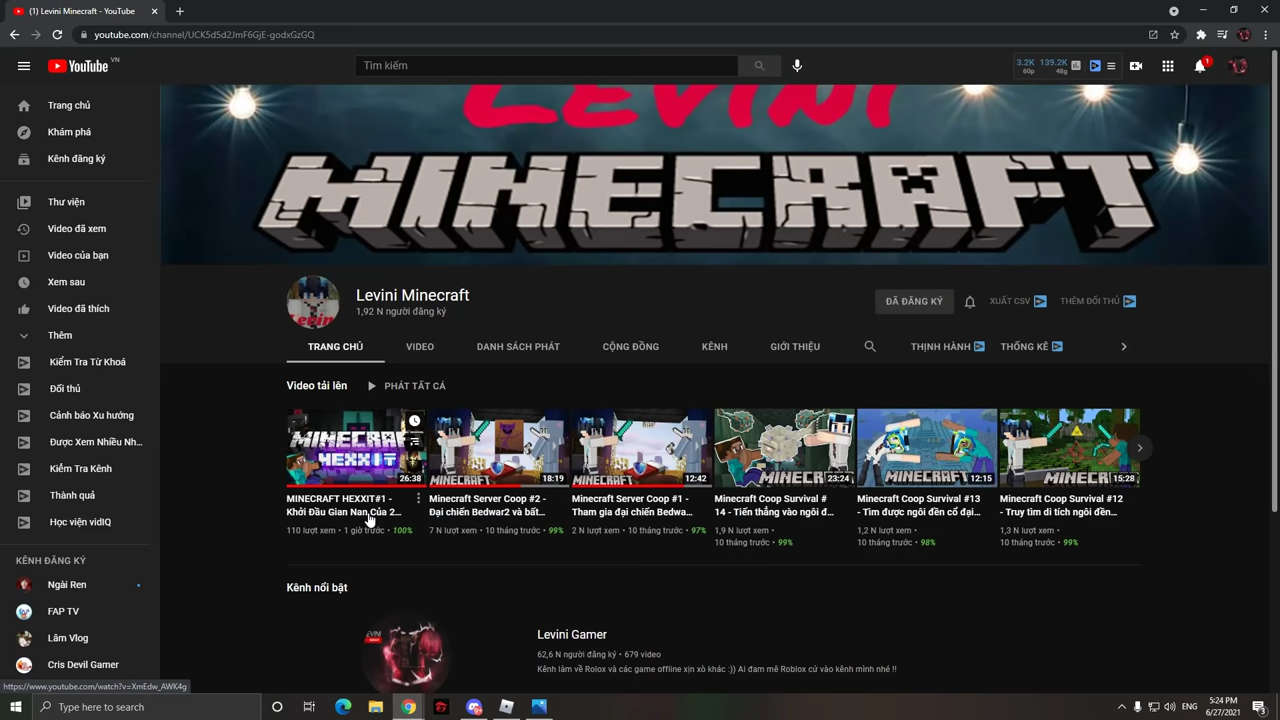 (1) Levini Minecraft - YouTube
youtube.com/channel/UCK5d5d2JmF6GjE-godxGzGQ
YouTube VN
Tìm kiếm
3.2K 139.2K
60p 48g
1
Trang chủ
Khám phá
Kênh đăng ký
Thư viện
Video đã xem
Video của bạn
Xem sau
Video đã thích
Thêm
Kiểm Tra Từ Khoá
Đối thủ
Cảnh báo Xu hướng
Được Xem Nhiều Nh...
Kiểm Tra Kênh
Thành quả
Học viện vidIQ
KÊNH ĐĂNG KÝ
Ngài Ren
FAP TV
Lâm Vlog
Cris Devil Gamer
https://www.youtube.com/watch?v=XmEdw_AWK4g
LEVINI
MINECRAFT
Levini Minecraft
1,92 N người đăng ký
ĐÃ ĐĂNG KÝ
XUẤT CSV
THÊM ĐỐI THỦ
TRANG CHỦ
VIDEO
DANH SÁCH PHÁT
CỘNG ĐỒNG
KÊNH
GIỚI THIỆU
THỊNH HÀNH
THỐNG KÊ
Video tải lên
PHÁT TẤT CẢ
26:38
MINECRAFT HEXXIT#1 -
Khởi Đầu Gian Nan Của 2...
110 lượt xem • 1 giờ trước • 100%
18:19
Minecraft Server Coop #2 -
Đại chiến Bedwar2 và bất...
7 N lượt xem • 10 tháng trước • 99%
12:42
Minecraft Server Coop #1 -
Tham gia đại chiến Bedwa...
2 N lượt xem • 10 tháng trước • 97%
23:24
Minecraft Coop Survival #
14 - Tiến thẳng vào ngôi đ...
1,9 N lượt xem •
10 tháng trước • 99%
12:15
Minecraft Coop Survival #13
- Tìm được ngôi đền cổ đại...
1,2 N lượt xem •
10 tháng trước • 98%
15:28
Minecraft Coop Survival #12
- Truy tìm di tích ngôi đền...
1,3 N lượt xem •
10 tháng trước • 99%
Kênh nổi bật
Levini Gamer
62,6 N người đăng ký • 679 video
Kênh làm về Rolox và các game offline xịn xò khác :)) Ai đam mê Roblox cứ vào kênh mình nhé !!
Type here to search
ENG
5:24 PM
6/27/2021